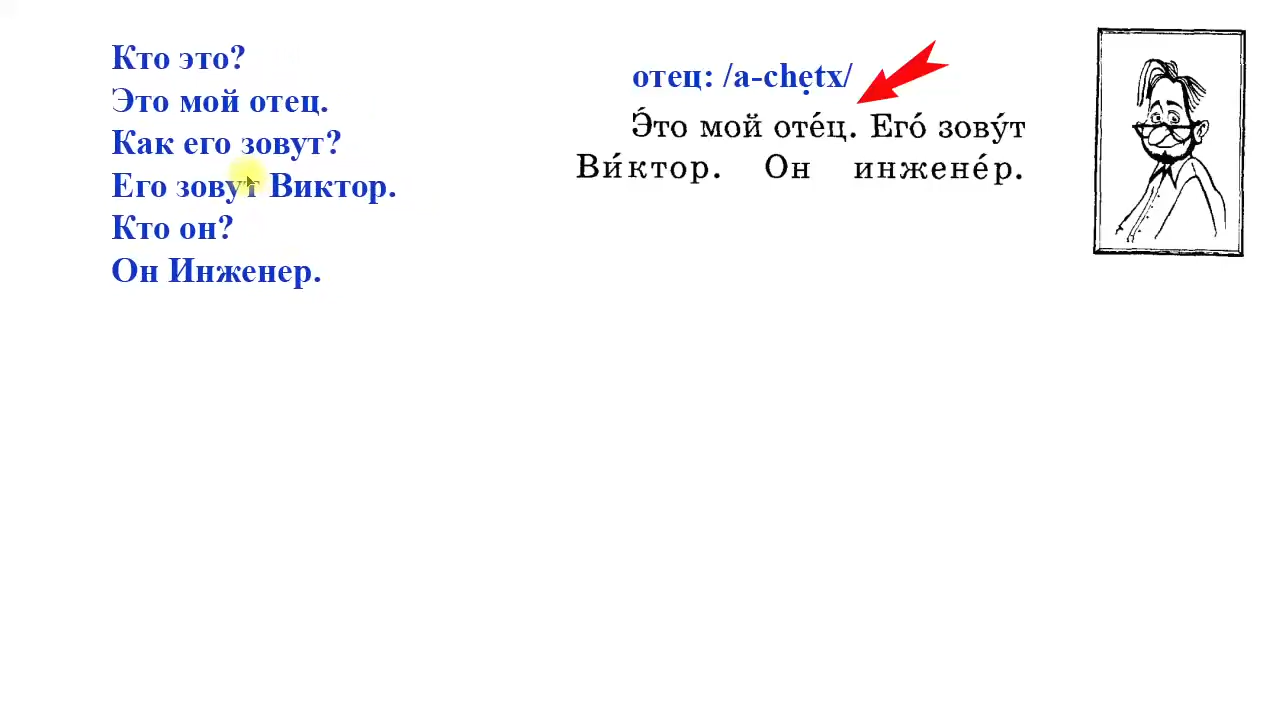 Кто это?
Это мой отец.
Как его зовут?
Его зовут Виктор.
Кто он?
Он Инженер.
отец: /a-chẹtx/
Э́то мой оте́ц. Его́ зову́т
Ви́ктор. Он инжене́р.